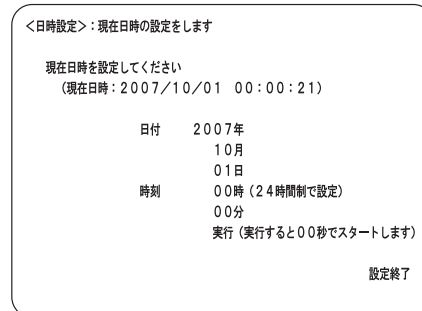 <日時設定>:現在日時の設定をします
現在日時を設定してください
(現在日時:2007/10/01 00:00:21)
日付 2007年
10月
01日
時刻 00時(24時間制で設定)
00分
実行(実行すると00秒でスタートします)
設定終了